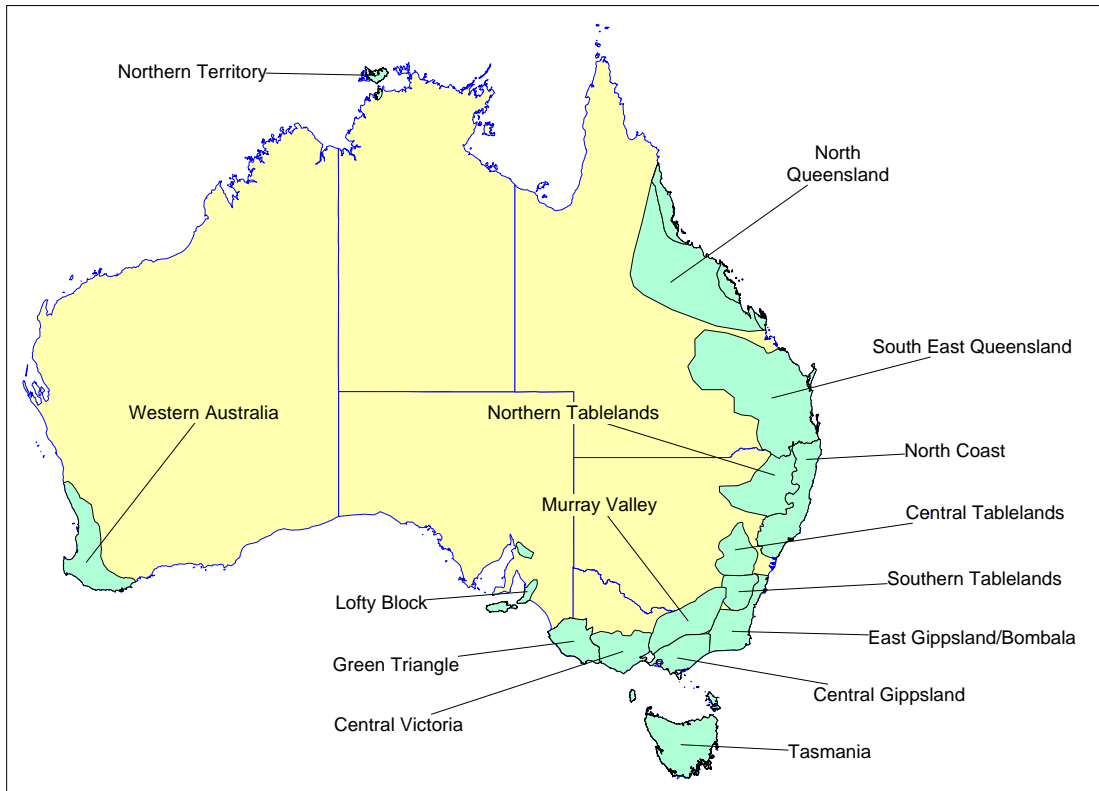 Northern Territory
North
Queensland
South East Queensland
Western Australia
Northern Tablelands
North Coast
Murray Valley
Central Tablelands
Southern Tablelands
Lofty Block
East Gippsland/Bombala
Green Triangle
Central Gippsland
Central Victoria
Tasmania